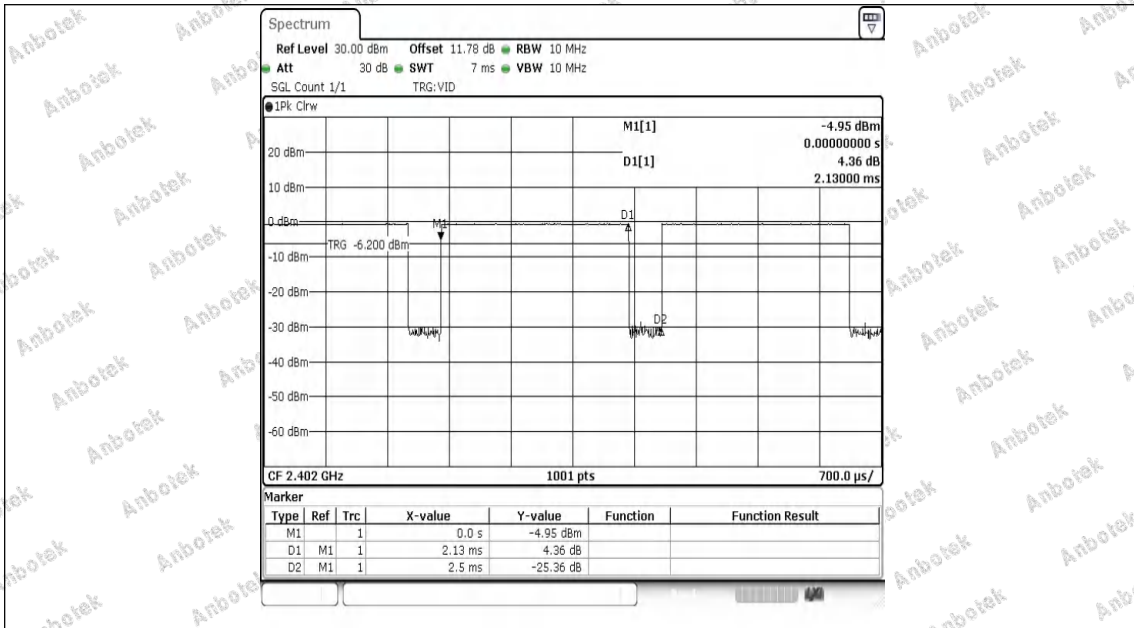 Spectrum
Ref Level 30.00 dBm Offset 11.78 dB RBW 10 MHz
Att 30 dB SWT 7 ms VBW 10 MHz
SGL Count 1/1 TRG:VID
1Pk Clrw
M1[1] -4.95 dBm
0.00000000 s
20 dBm
D1[1] 4.36 dB
2.13000 ms
10 dBm
D1
0 dBm
M1
TRG -6.200 dBm
-10 dBm
-20 dBm
D2
-30 dBm
-40 dBm
-50 dBm
-60 dBm
CF 2.402 GHz 1001 pts 700.0 µs/
Marker
Type Ref Trc X-value Y-value Function Function Result
M1 1 0.0 s -4.95 dBm
D1 M1 1 2.13 ms 4.36 dB
D2 M1 1 2.5 ms -25.36 dB
Anbotek